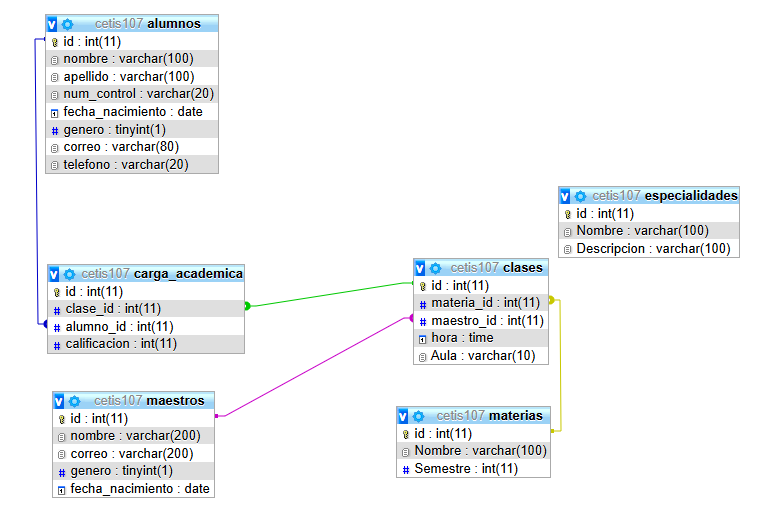 cetis107 alumnos
id : int(11)
nombre : varchar(100)
apellido : varchar(100)
num_control : varchar(20)
fecha_nacimiento : date
genero : tinyint(1)
correo : varchar(80)
telefono : varchar(20)
cetis107 especialidades
id : int(11)
Nombre : varchar(100)
Descripcion : varchar(100)
cetis107 carga_academica
id : int(11)
clase_id : int(11)
alumno_id : int(11)
calificacion : int(11)
cetis107 clases
id : int(11)
materia_id : int(11)
maestro_id : int(11)
hora : time
Aula : varchar(10)
cetis107 maestros
id : int(11)
nombre : varchar(200)
correo : varchar(200)
genero : tinyint(1)
fecha_nacimiento : date
cetis107 materias
id : int(11)
Nombre : varchar(100)
Semestre : int(11)